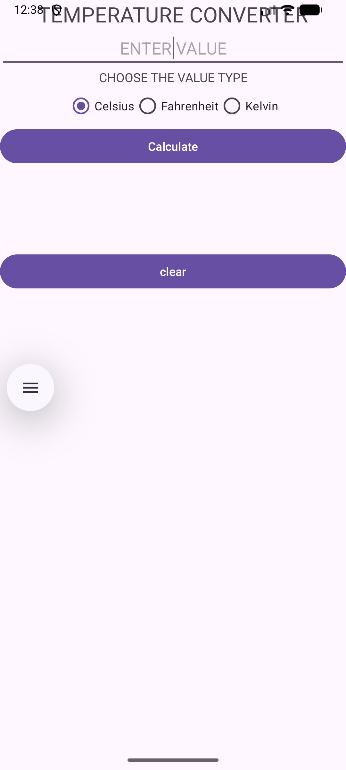 12:38
TEMPERATURE CONVERTER
ENTER VALUE
CHOOSE THE VALUE TYPE
Celsius Fahrenheit Kelvin
Calculate
clear